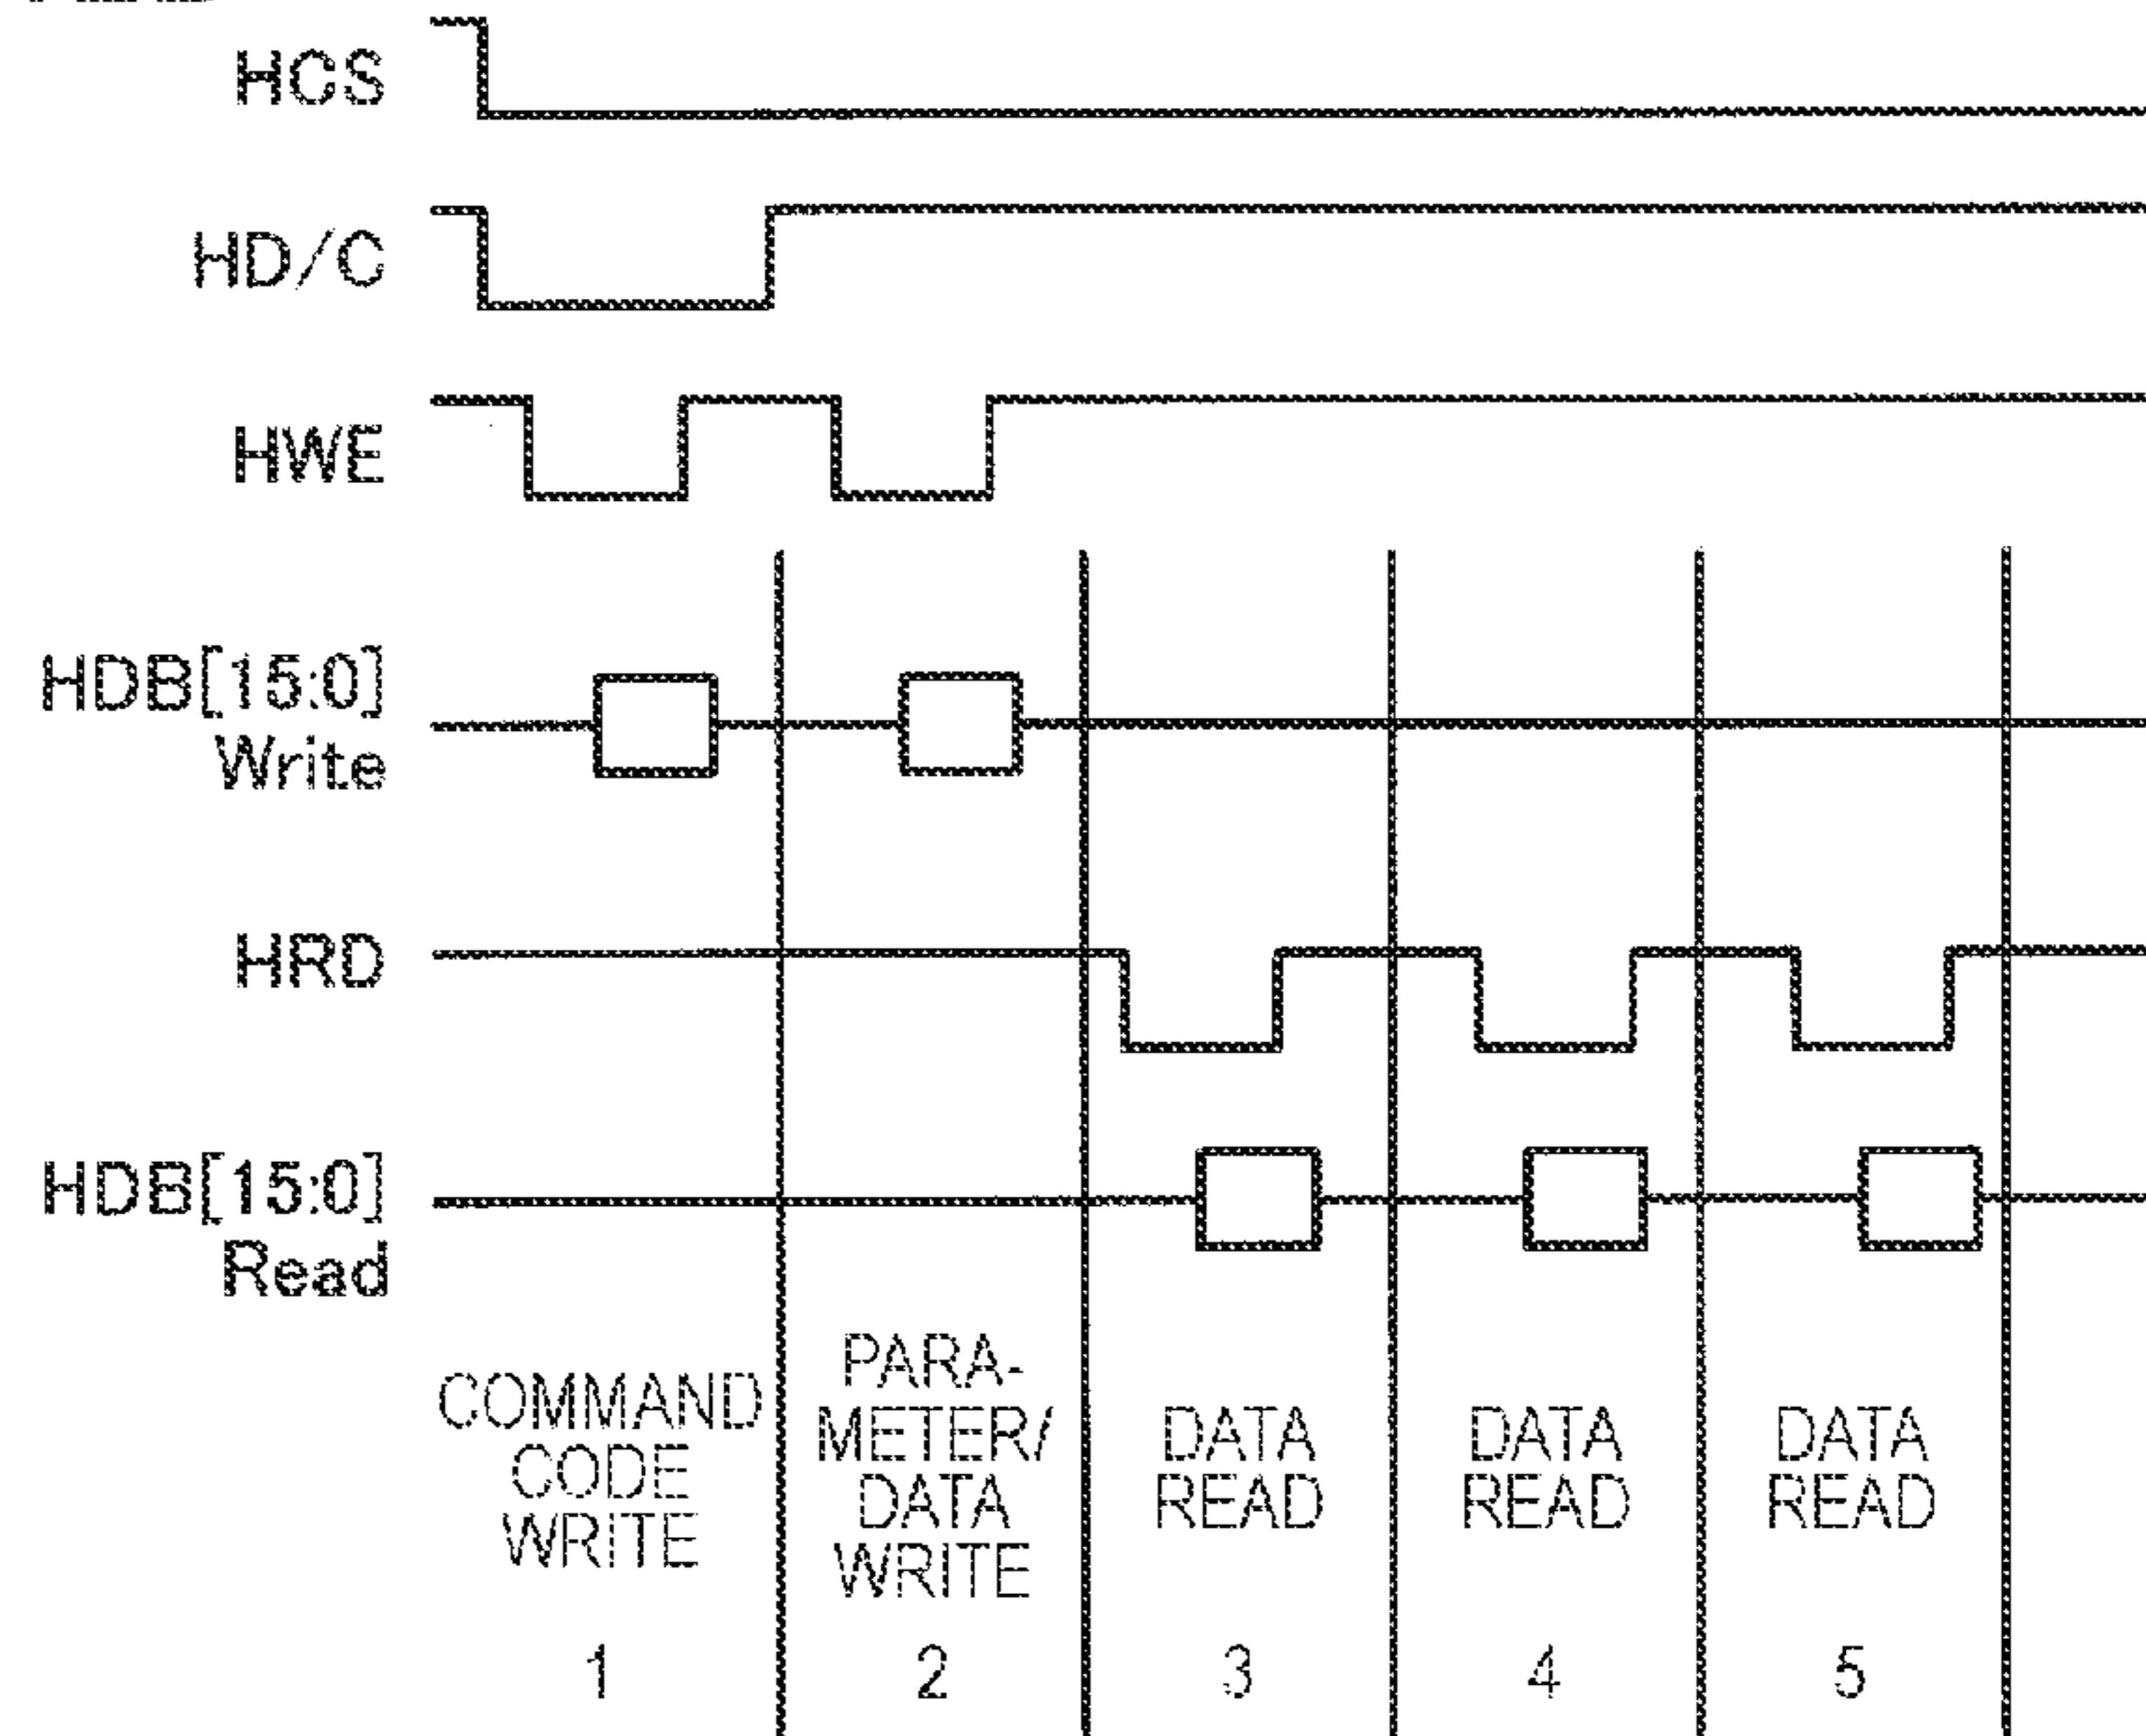 HCS
HD/C
HWE
HDB[15:0]
Write
HRD
HDB[15:0]
Read
COMMAND
CODE
WRITE
1
PARA-
METER/
DATA
WRITE
2
DATA
READ
3
DATA
READ
4
DATA
READ
5